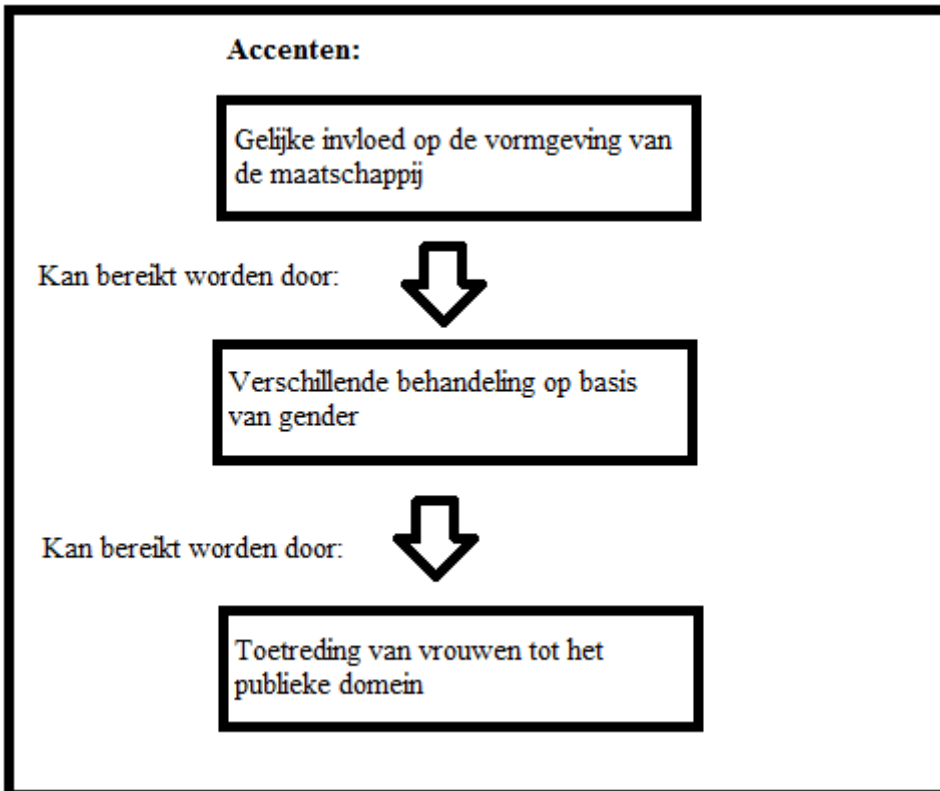 Accenten:
Gelijke invloed op de vormgeving van
de maatschappij
Kan bereikt worden door:
Verschillende behandeling op basis
van gender
Kan bereikt worden door:
Toetreding van vrouwen tot het
publieke domein